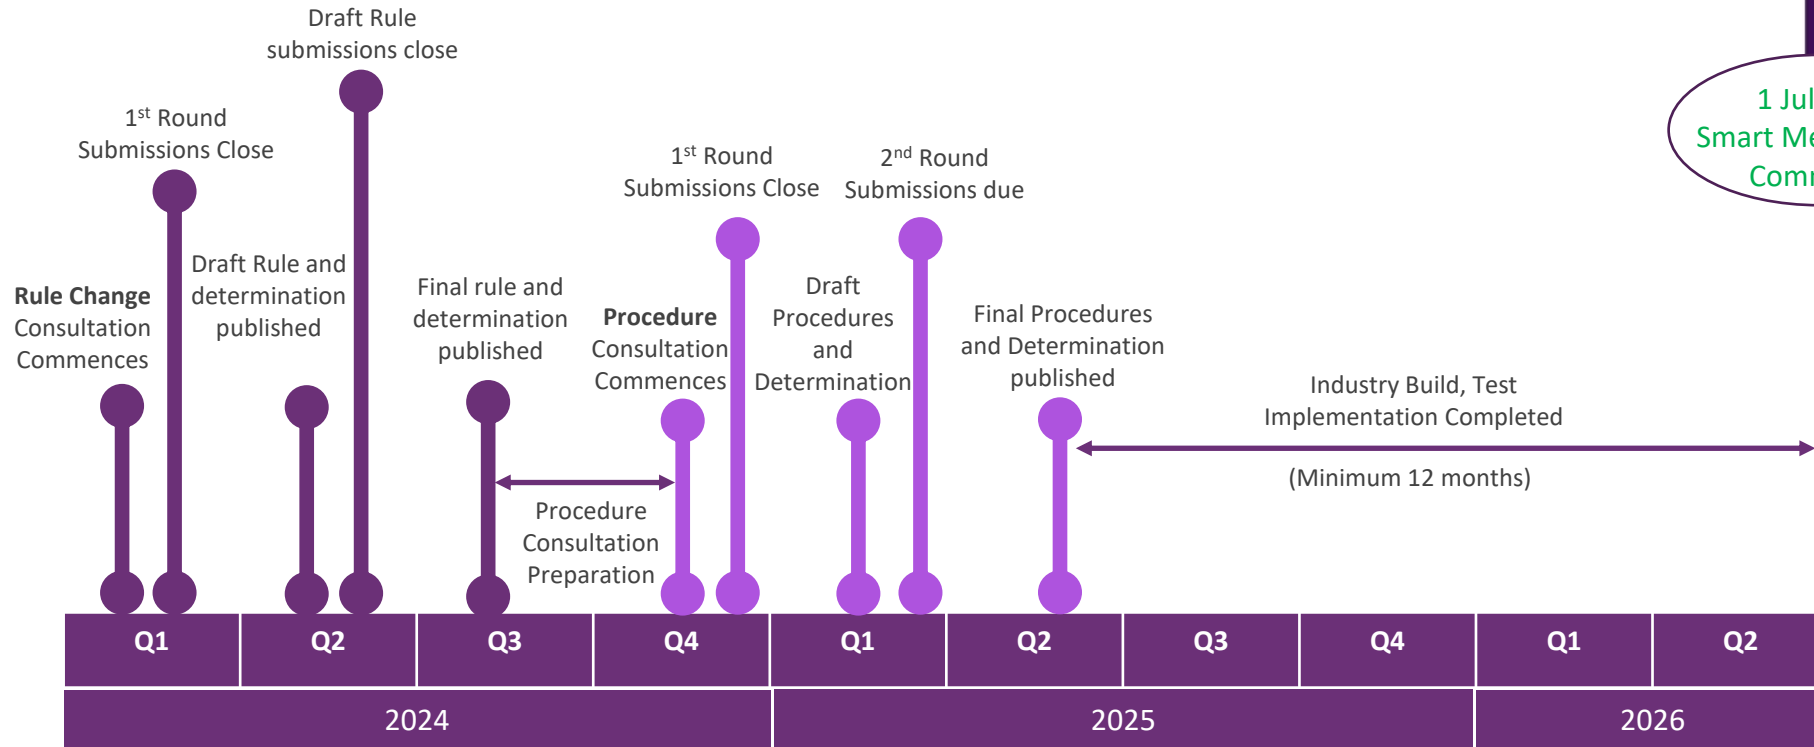 Draft Rule
submissions close
1st Round
Submissions Close
Rule Change
Consultation
Commences
Draft Rule and
determination
published
Final rule and
determination
published
Procedure
Consultation
Preparation
Procedure
Consultation
Commences
1st Round
Submissions Close
Draft
Procedures
and
Determination
2nd Round
Submissions due
Final Procedures
and Determination
published
Industry Build, Test
Implementation Completed
(Minimum 12 months)
1 Jul
Smart
Q1 Q2 Q3 Q4 Q1 Q2 Q3 Q4 Q1 Q2
2024 2025 2026